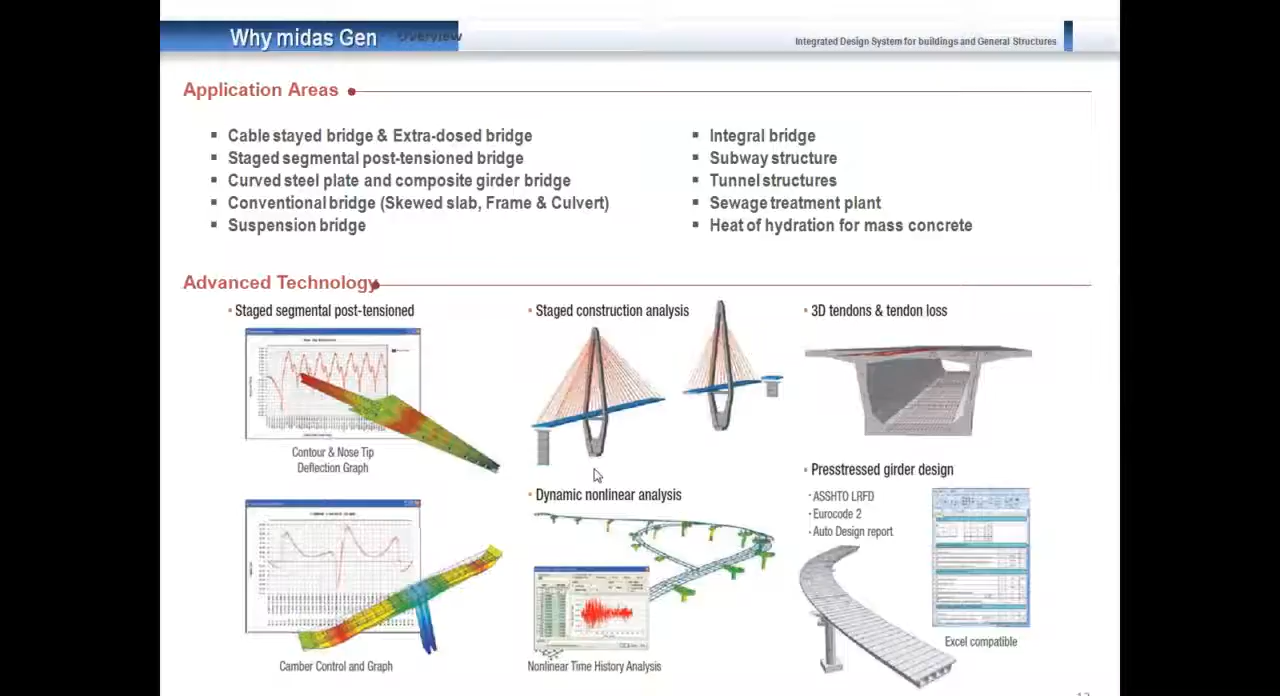 Why midas Gen
Overview
Integrated Design System for buildings and General Structures
Application Areas
▪ Cable stayed bridge & Extra-dosed bridge
▪ Staged segmental post-tensioned bridge
▪ Curved steel plate and composite girder bridge
▪ Conventional bridge (Skewed slab, Frame & Culvert)
▪ Suspension bridge
▪ Integral bridge
▪ Subway structure
▪ Tunnel structures
▪ Sewage treatment plant
▪ Heat of hydration for mass concrete
Advanced Technology
▪ Staged segmental post-tensioned
Contour & Nose Tip
Deflection Graph
Camber Control and Graph
▪ Staged construction analysis
▪ Dynamic nonlinear analysis
Nonlinear Time History Analysis
▪ 3D tendons & tendon loss
▪ Presstressed girder design
· ASSHTO LRFD
· Eurocode 2
· Auto Design report
Excel compatible